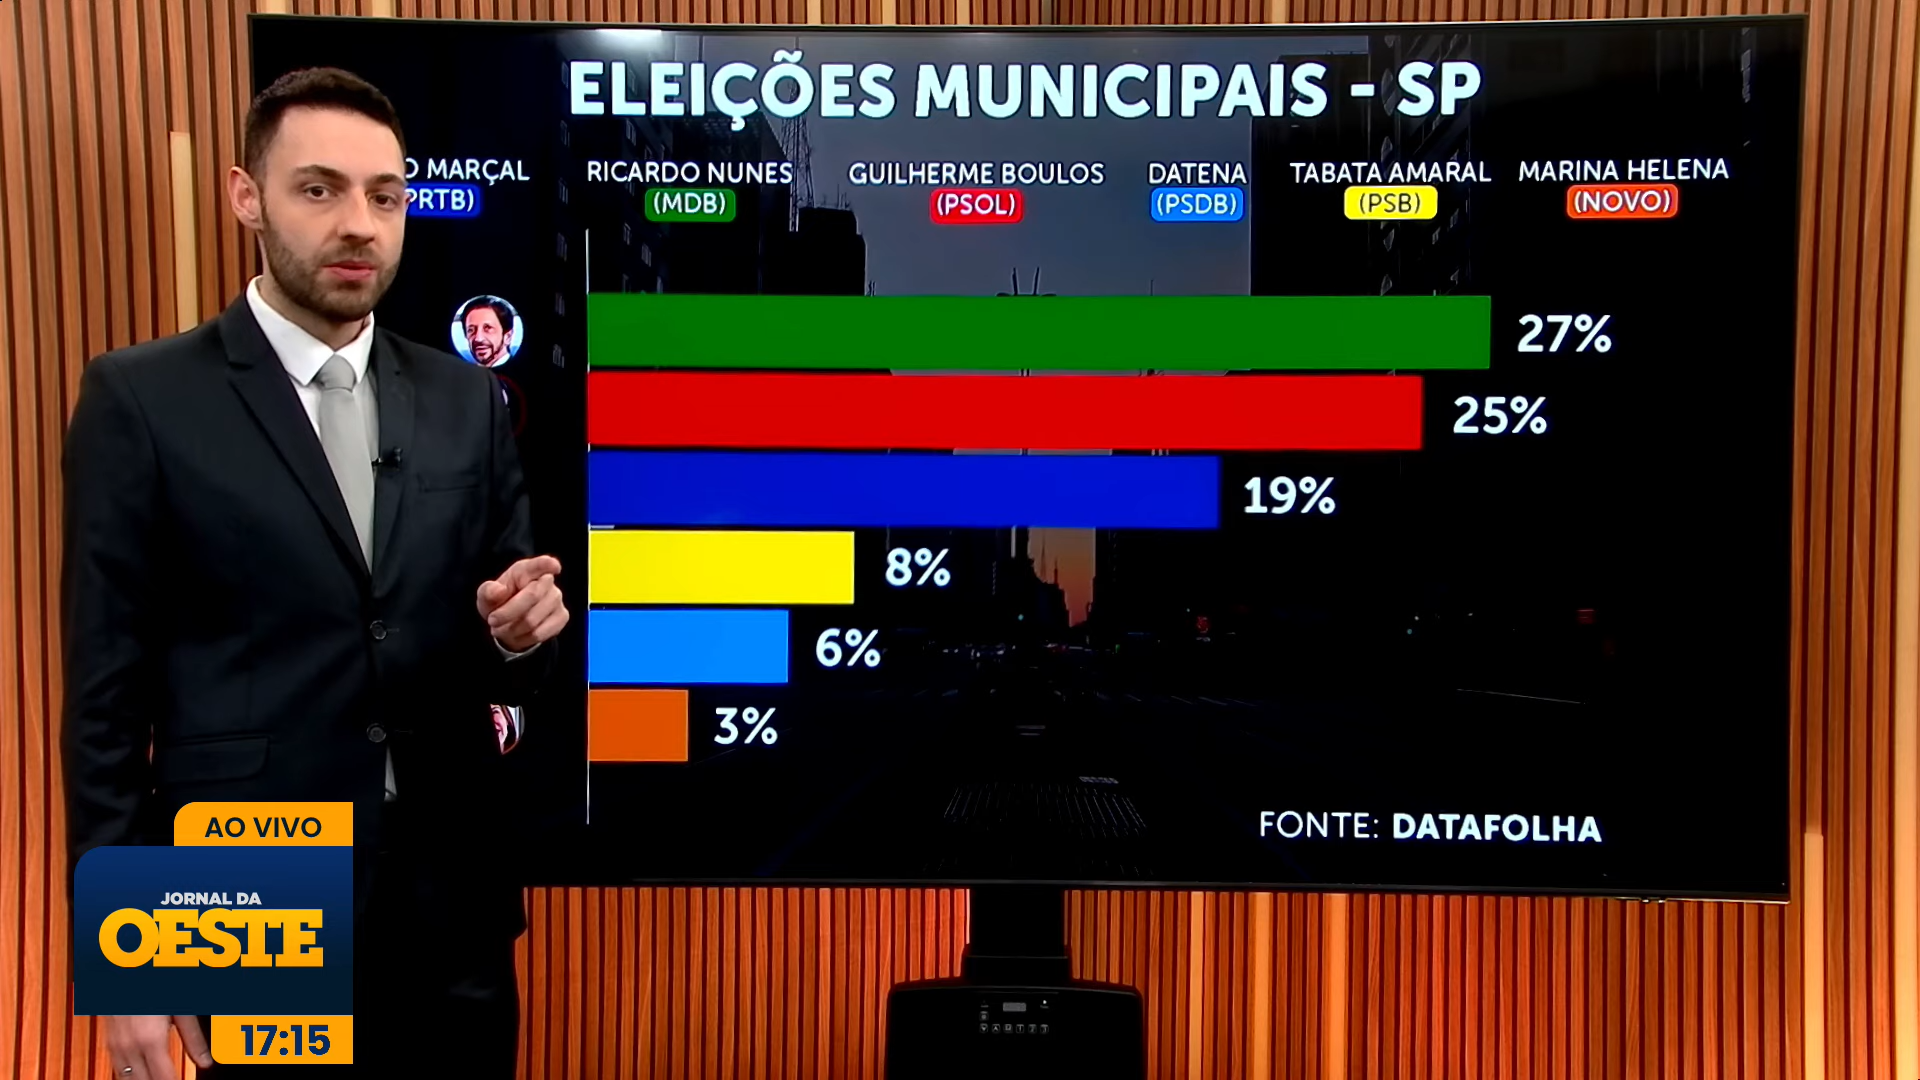 ELEIÇÕES MUNICIPAIS - SP
O MARÇAL
PRTB)
RICARDO NUNES
(MDB)
GUILHERME BOULOS
(PSOL)
DATENA
(PSDB)
TABATA AMARAL
(PSB)
MARINA HELENA
(NOVO)
27%
25%
19%
8%
6%
3%
FONTE: DATAFOLHA
AO VIVO
JORNAL DA
OESTE
17:15